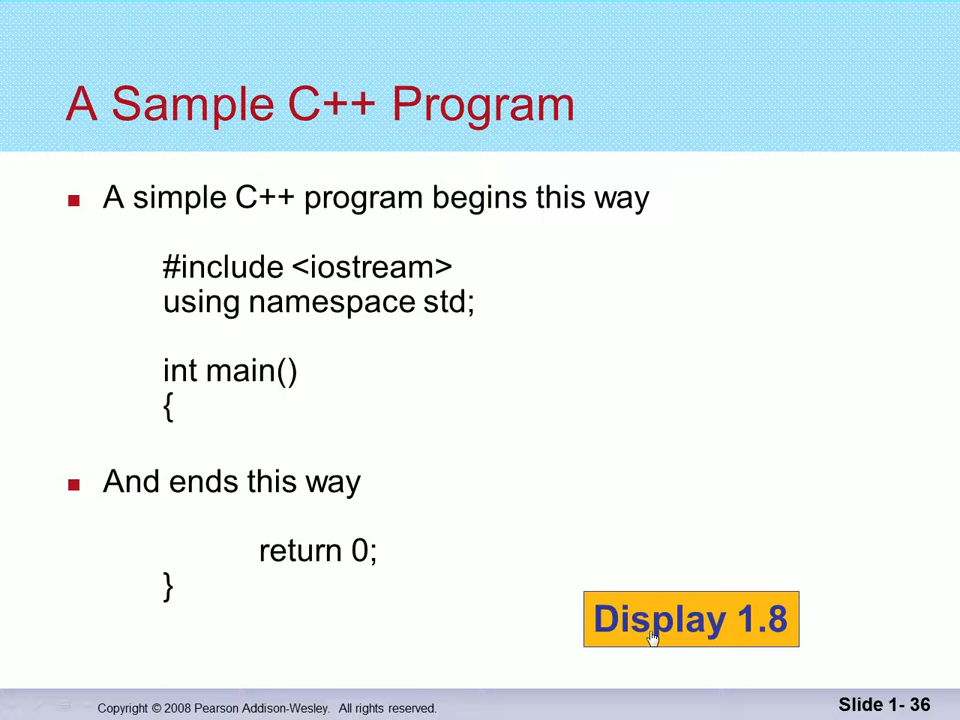 A Sample C++ Program
A simple C++ program begins this way
#include <iostream>
using namespace std;
int main()
{
And ends this way
return 0;
}
Display 1.8
Copyright © 2008 Pearson Addison-Wesley. All rights reserved.
Slide 1- 36